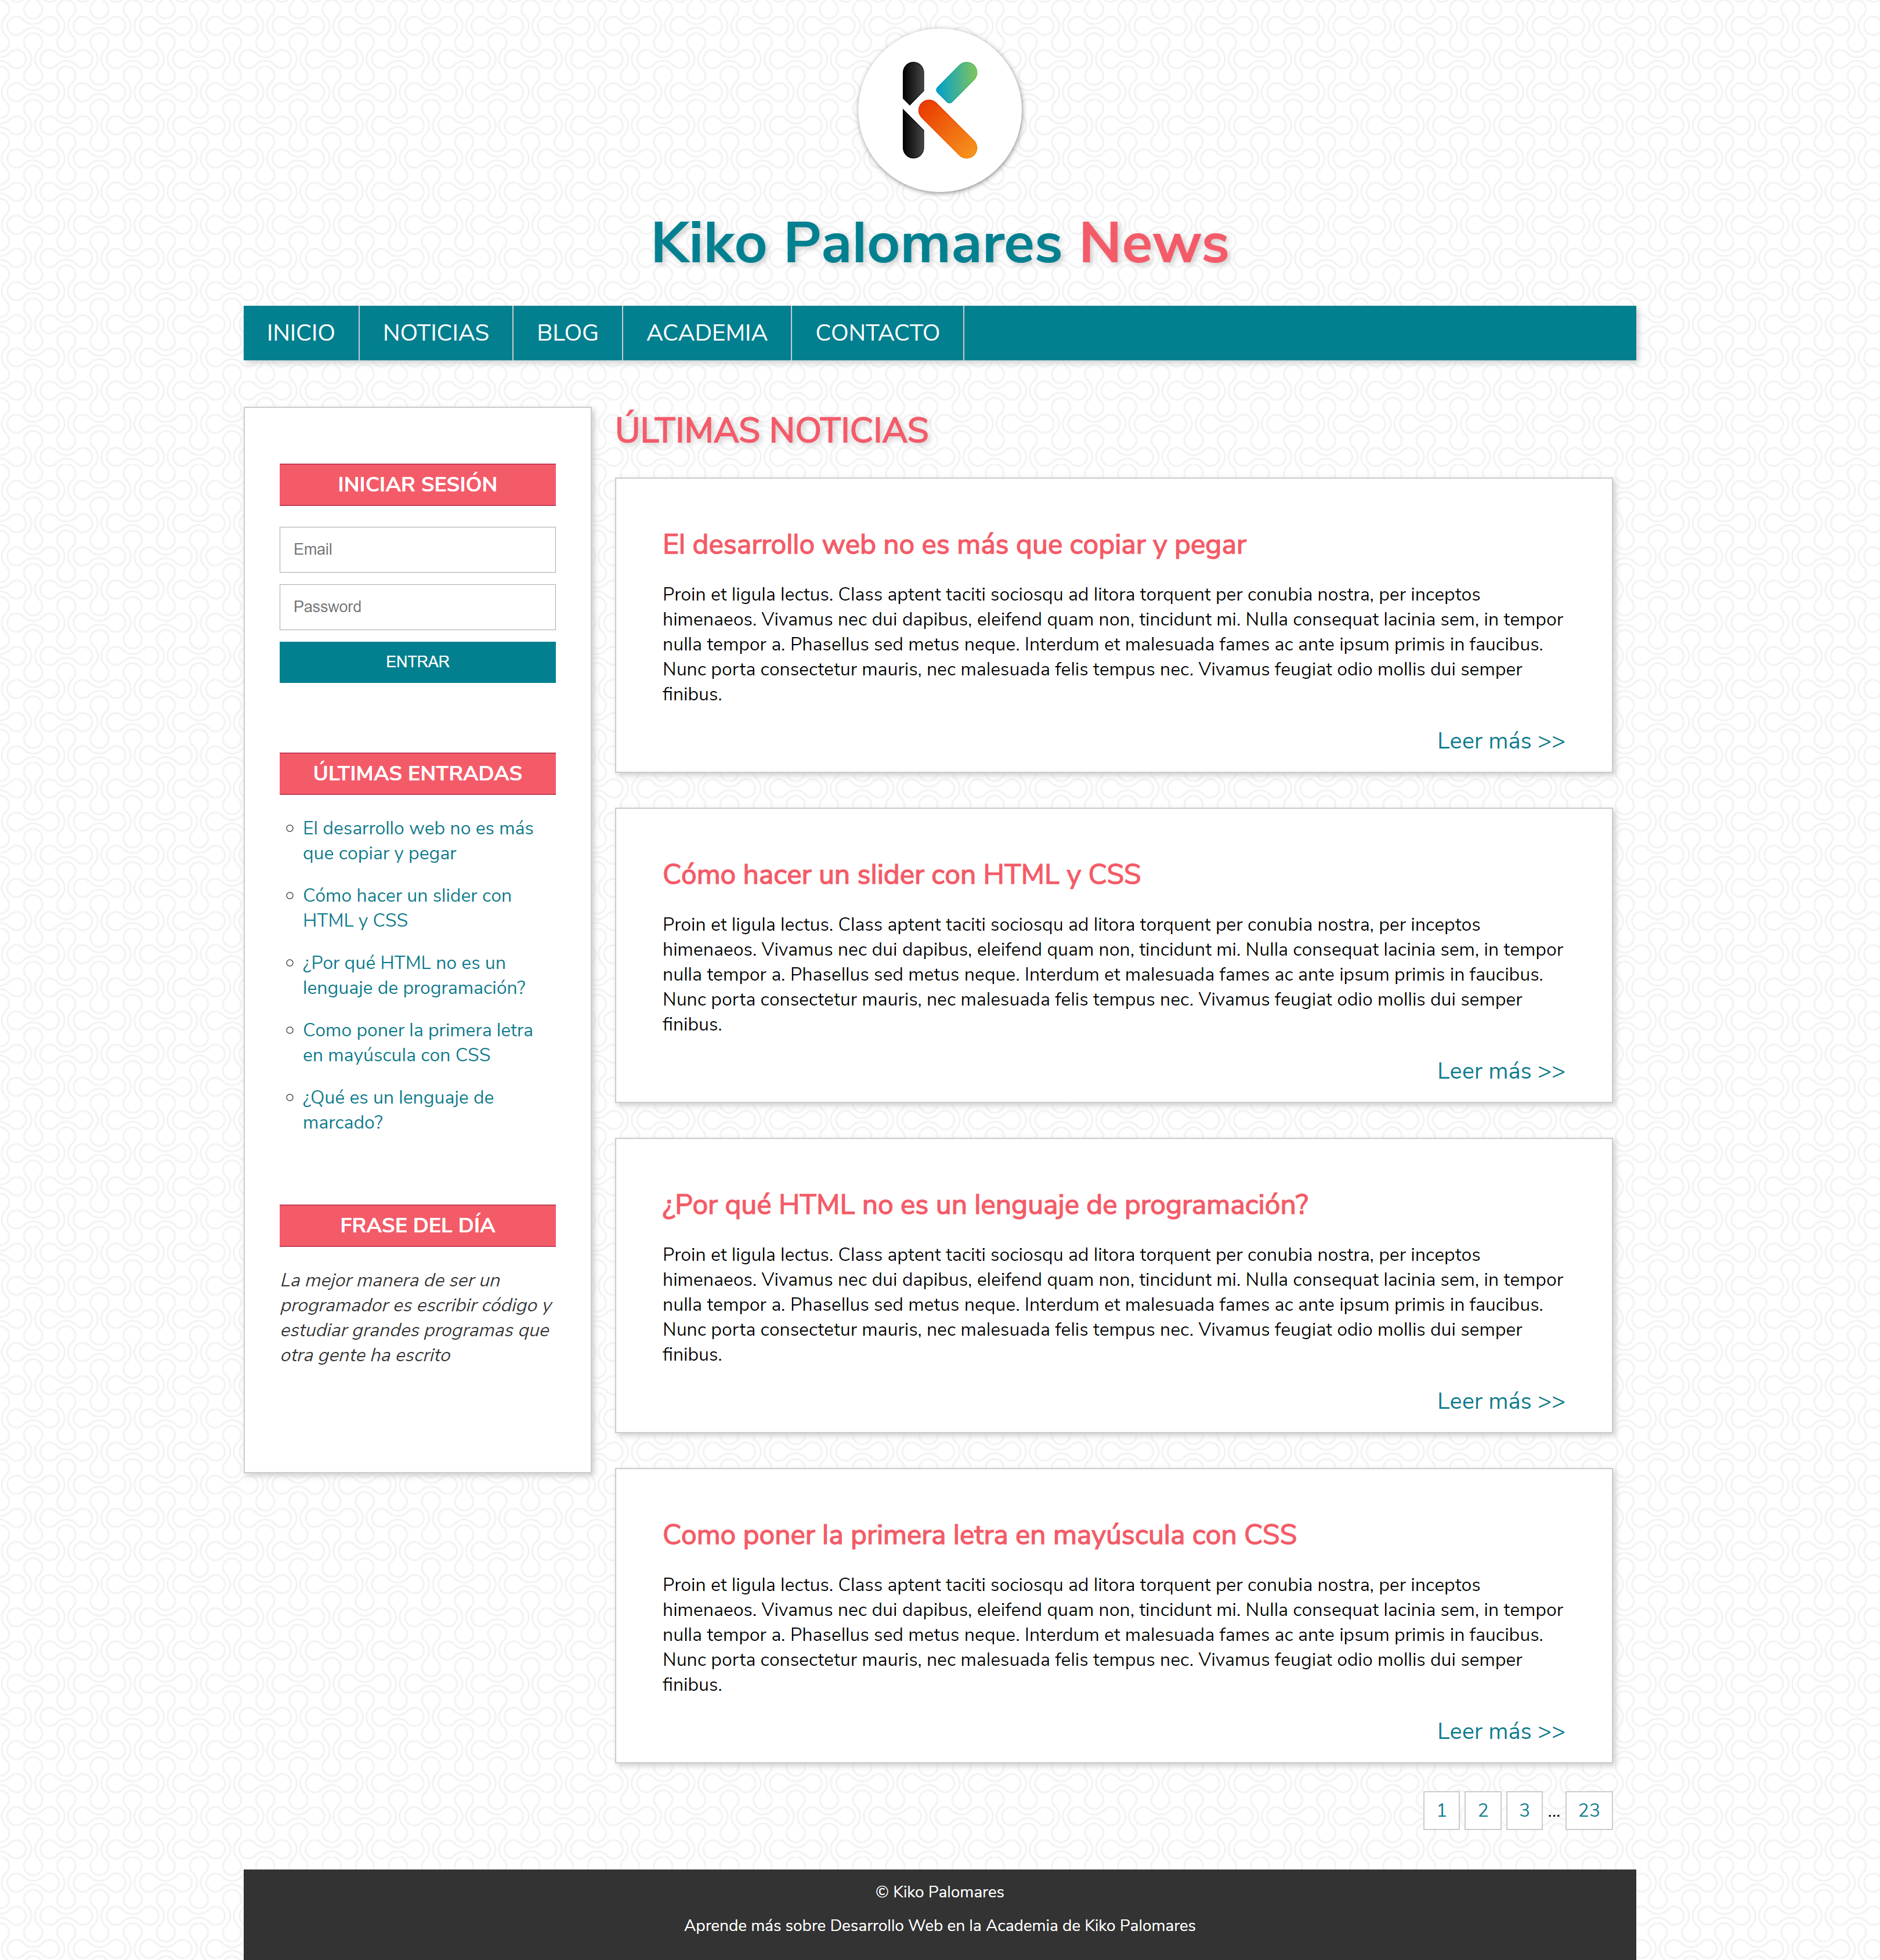 Kiko Palomares News
INICIO NOTICIAS BLOG ACADEMIA CONTACTO
INICIAR SESIÓN
Email
Password
ENTRAR
ÚLTIMAS ENTRADAS
El desarrollo web no es más
que copiar y pegar
Cómo hacer un slider con
HTML y CSS
¿Por qué HTML no es un
lenguaje de programación?
Como poner la primera letra
en mayúscula con CSS
¿Qué es un lenguaje de
marcado?
FRASE DEL DÍA
La mejor manera de ser un
programador es escribir código y
estudiar grandes programas que
otra gente ha escrito
ÚLTIMAS NOTICIAS
El desarrollo web no es más que copiar y pegar
Proin et ligula lectus. Class aptent taciti sociosqu ad litora torquent per conubia nostra, per inceptos
himenaeos. Vivamus nec dui dapibus, eleifend quam non, tincidunt mi. Nulla consequat lacinia sem, in tempor
nulla tempor a. Phasellus sed metus neque. Interdum et malesuada fames ac ante ipsum primis in faucibus.
Nunc porta consectetur mauris, nec malesuada felis tempus nec. Vivamus feugiat odio mollis dui semper
finibus.
Leer más >>
Cómo hacer un slider con HTML y CSS
Proin et ligula lectus. Class aptent taciti sociosqu ad litora torquent per conubia nostra, per inceptos
himenaeos. Vivamus nec dui dapibus, eleifend quam non, tincidunt mi. Nulla consequat lacinia sem, in tempor
nulla tempor a. Phasellus sed metus neque. Interdum et malesuada fames ac ante ipsum primis in faucibus.
Nunc porta consectetur mauris, nec malesuada felis tempus nec. Vivamus feugiat odio mollis dui semper
finibus.
Leer más >>
¿Por qué HTML no es un lenguaje de programación?
Proin et ligula lectus. Class aptent taciti sociosqu ad litora torquent per conubia nostra, per inceptos
himenaeos. Vivamus nec dui dapibus, eleifend quam non, tincidunt mi. Nulla consequat lacinia sem, in tempor
nulla tempor a. Phasellus sed metus neque. Interdum et malesuada fames ac ante ipsum primis in faucibus.
Nunc porta consectetur mauris, nec malesuada felis tempus nec. Vivamus feugiat odio mollis dui semper
finibus.
Leer más >>
Como poner la primera letra en mayúscula con CSS
Proin et ligula lectus. Class aptent taciti sociosqu ad litora torquent per conubia nostra, per inceptos
himenaeos. Vivamus nec dui dapibus, eleifend quam non, tincidunt mi. Nulla consequat lacinia sem, in tempor
nulla tempor a. Phasellus sed metus neque. Interdum et malesuada fames ac ante ipsum primis in faucibus.
Nunc porta consectetur mauris, nec malesuada felis tempus nec. Vivamus feugiat odio mollis dui semper
finibus.
Leer más >>
1 2 3 ... 23
© Kiko Palomares
Aprende más sobre Desarrollo Web en la Academia de Kiko Palomares